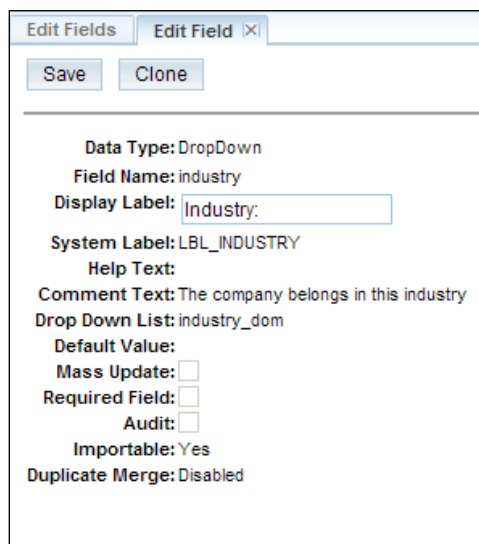 Edit Fields Edit Field
Save Clone
Data Type: DropDown
Field Name: industry
Display Label: Industry:
System Label: LBL_INDUSTRY
Help Text:
Comment Text: The company belongs in this industry
Drop Down List: industry_dom
Default Value:
Mass Update:
Required Field:
Audit:
Importable: Yes
Duplicate Merge: Disabled